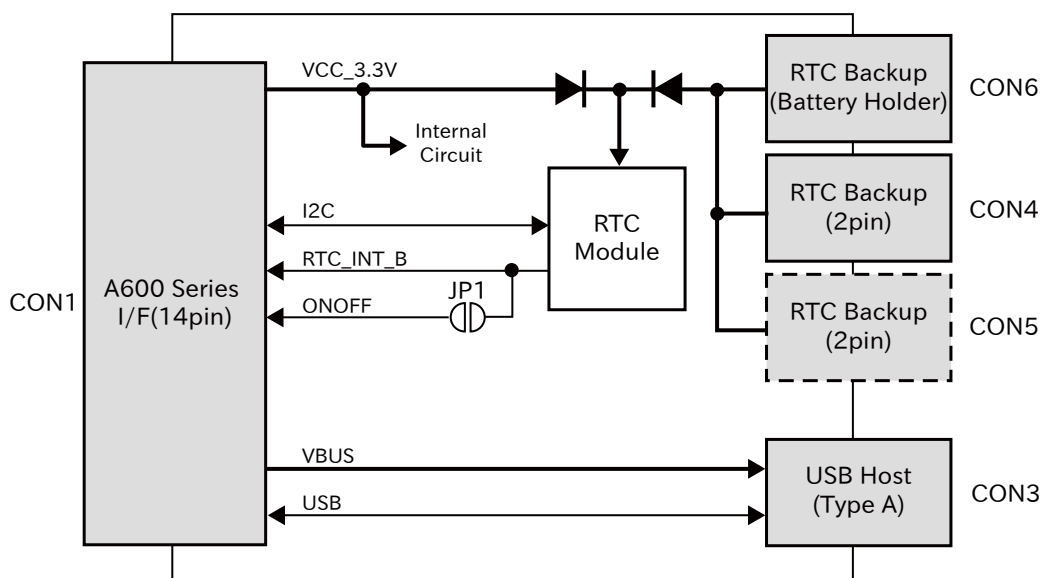 VCC_3.3V
RTC Backup
(Battery Holder)
CON6
Internal
Circuit
I2C
RTC
Module
RTC Backup
(2pin)
CON4
RTC_INT_B
CON1
A600 Series
I/F(14pin)
JP1
ONOFF
RTC Backup
(2pin)
CON5
VBUS
USB
USB Host
(Type A)
CON3